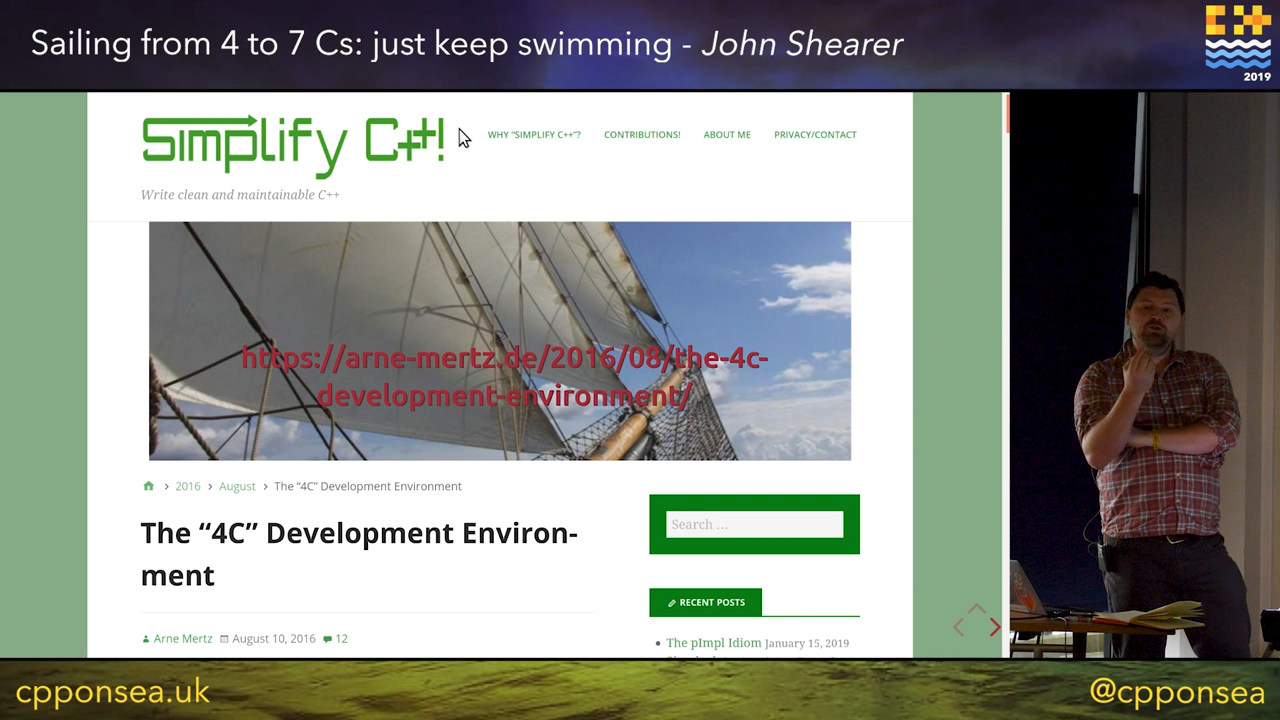 Sailing from 4 to 7 Cs: just keep swimming - John Shearer
2019
Simplify C++!
WHY “SIMPLIFY C++”?
CONTRIBUTIONS!
ABOUT ME
PRIVACY/CONTACT
Write clean and maintainable C++
https://arne-mertz.de/2016/08/the-4c-
development-environment/
2016 › August › The “4C” Development Environment
The “4C” Development Environ-
ment
Arne Mertz August 10, 2016 12
Search ...
RECENT POSTS
The pImpl Idiom January 15, 2019
cpponsea.uk
@cpponsea